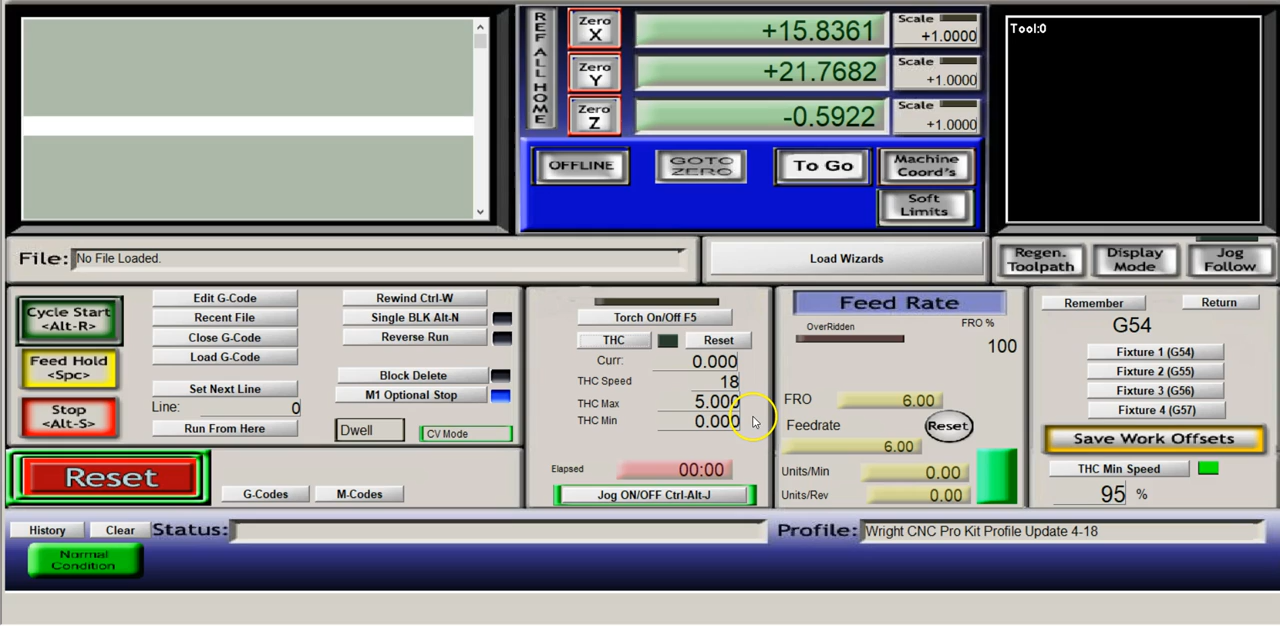 REF ALL HOME
Zero X
+15.8361
Scale
+1.0000
Zero Y
+21.7682
Scale
+1.0000
Zero Z
-0.5922
Scale
+1.0000
OFFLINE
GOTO ZERO
To Go
Machine Coord's
Soft Limits
Tool:0
File:
No File Loaded.
Load Wizards
Regen. Toolpath
Display Mode
Jog Follow
Cycle Start <Alt-R>
Feed Hold <Spc>
Stop <Alt-S>
Edit G-Code
Recent File
Close G-Code
Load G-Code
Set Next Line
Line: 0
Run From Here
Rewind Ctrl-W
Single BLK Alt-N
Reverse Run
Block Delete
M1 Optional Stop
Dwell
CV Mode
Reset
G-Codes
M-Codes
Torch On/Off F5
THC
Reset
Curr: 0.000
THC Speed 18
THC Max 5.000
THC Min 0.000
Elapsed 00:00
Jog ON/OFF Ctrl-Alt-J
Feed Rate
OverRidden
FRO %
100
FRO 6.00
Feedrate
Reset
6.00
Units/Min 0.00
Units/Rev 0.00
Remember
Return
G54
Fixture 1 (G54)
Fixture 2 (G55)
Fixture 3 (G56)
Fixture 4 (G57)
Save Work Offsets
THC Min Speed
95 %
History
Clear
Status:
Profile:
Wright CNC Pro Kit Profile Update 4-18
Normal Condition